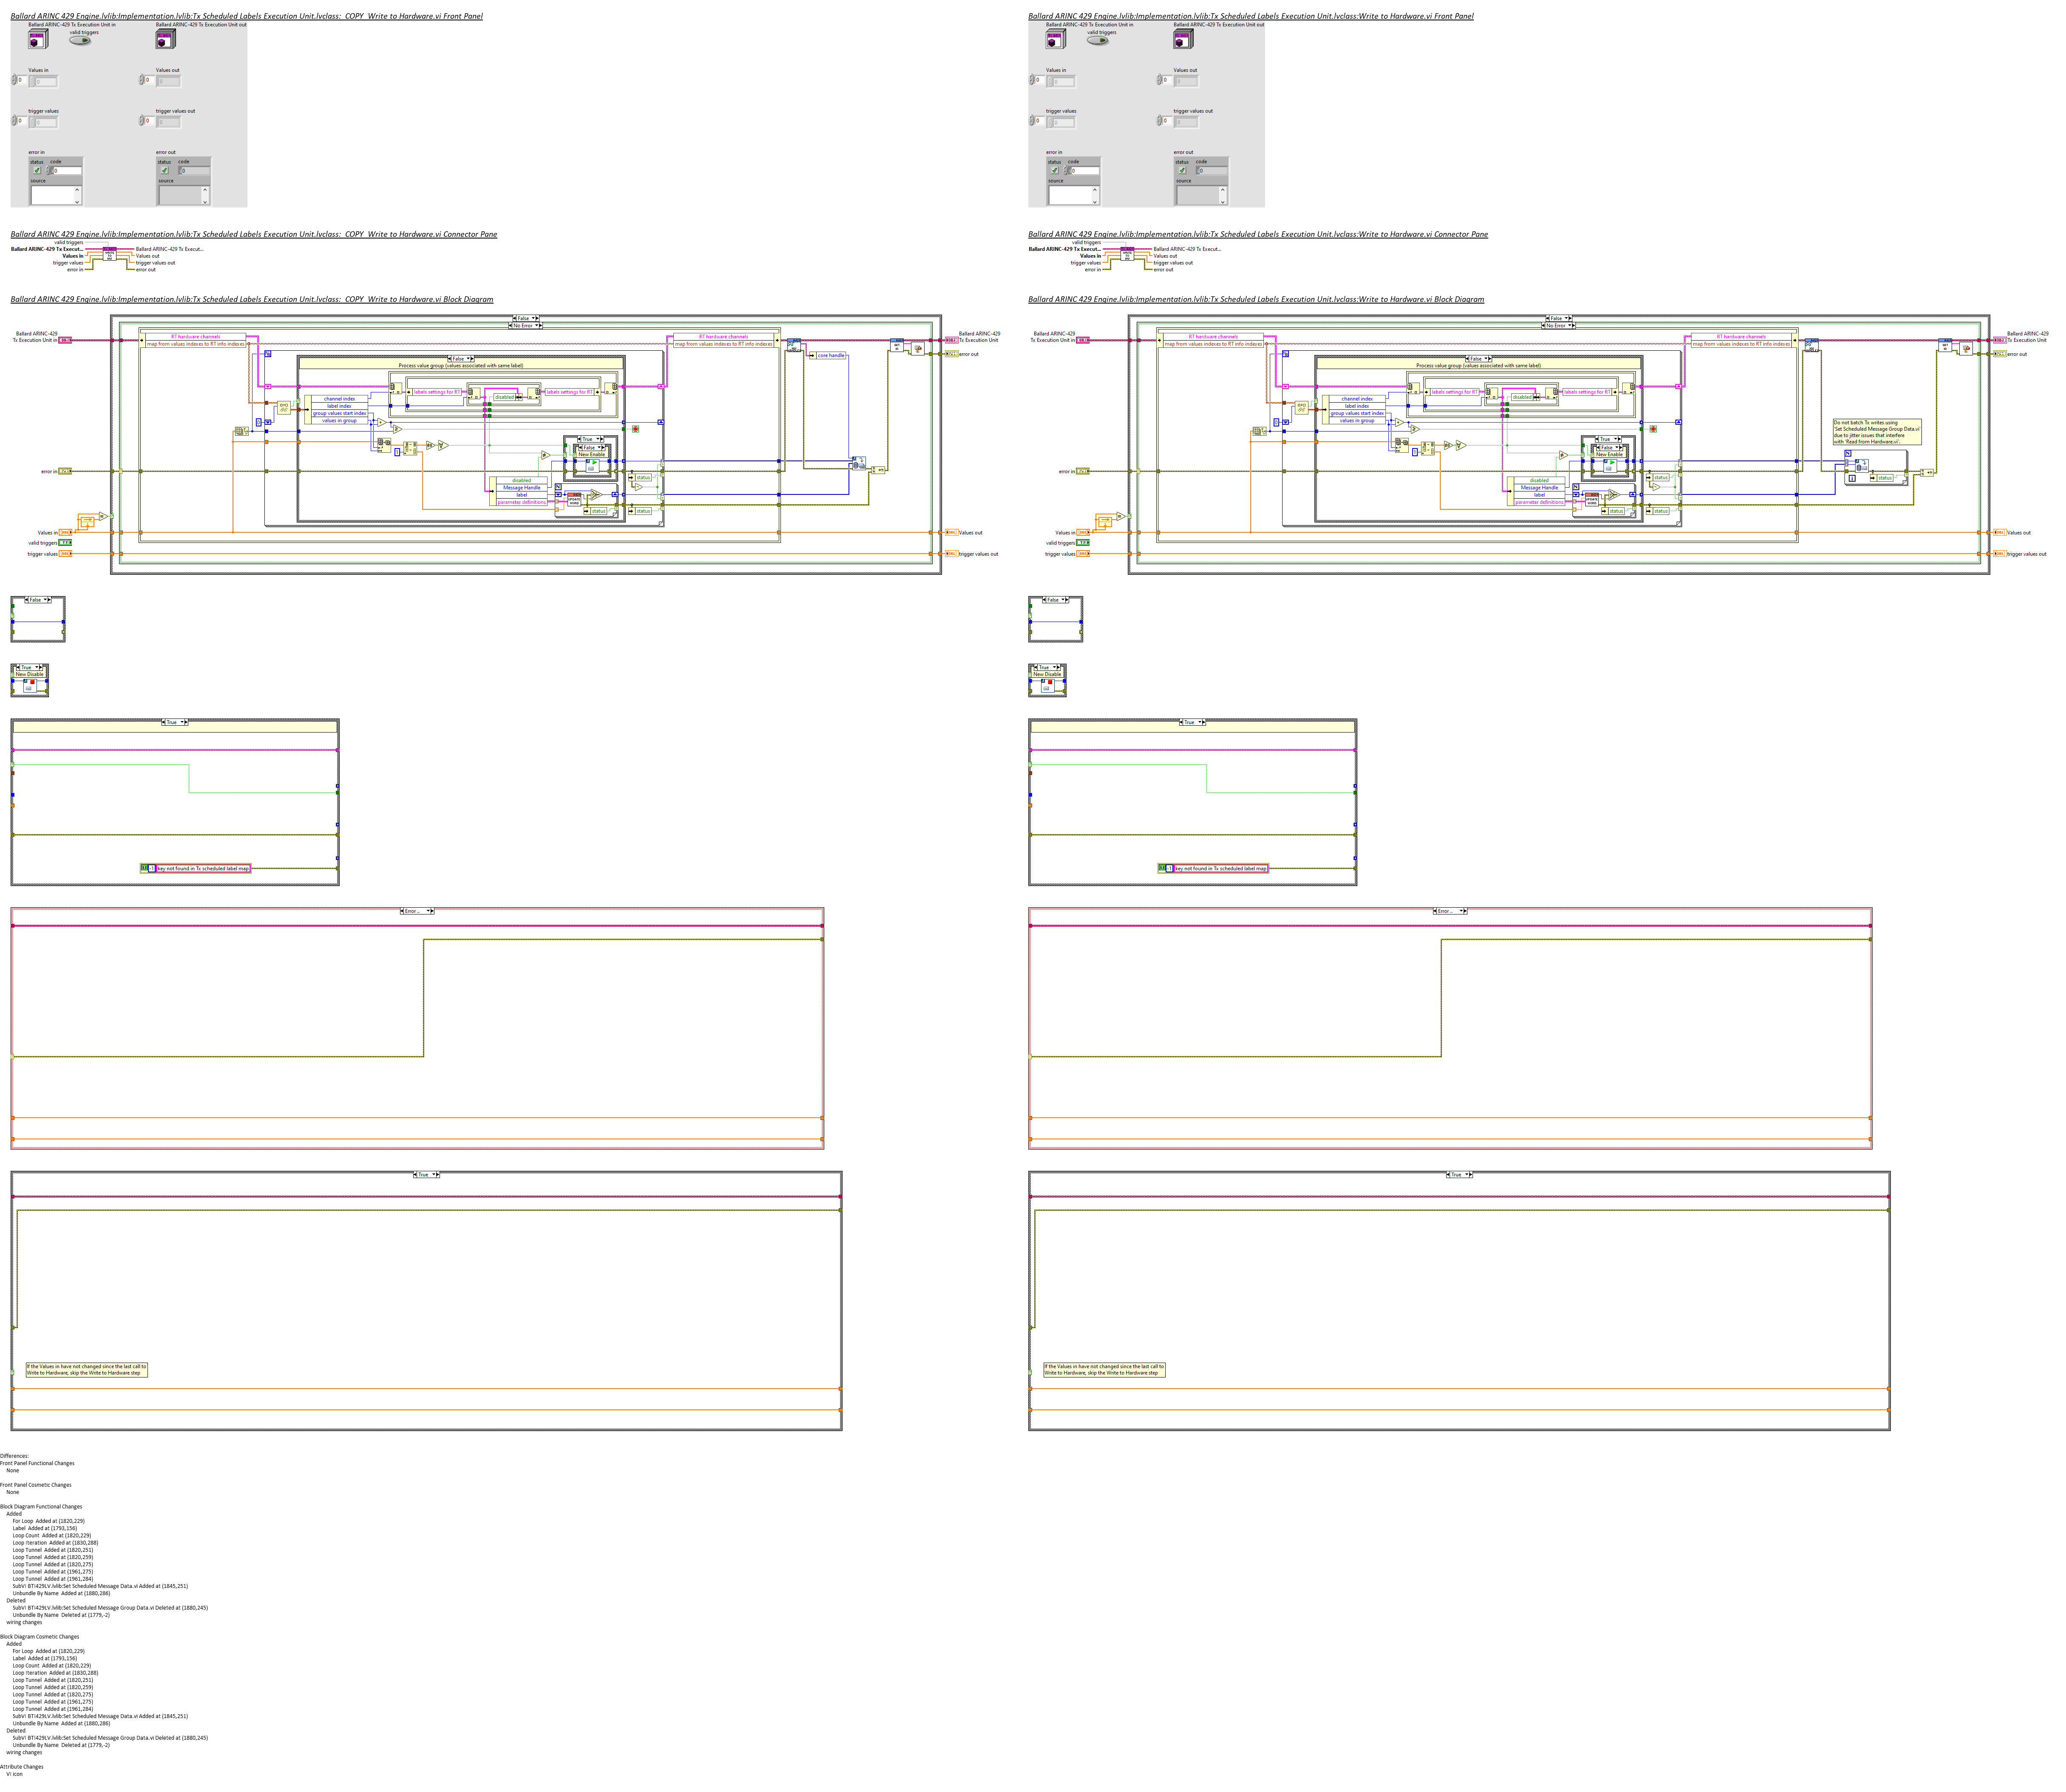 Ballard ARINC 429 Engine.lvlib:Implementation.lvlib:Tx Scheduled Labels Execution Unit.lvclass:_COPY_Write to Hardware.vi Front Panel
Ballard ARINC-429 Tx Execution Unit in
Ballard ARINC-429 Tx Execution Unit out
valid triggers
Values in
Values out
0
0
0
0
trigger values
trigger values out
0
0
0
0
error in
error out
status code
status code
0
0
source
source
Ballard ARINC 429 Engine.lvlib:Implementation.lvlib:Tx Scheduled Labels Execution Unit.lvclass:Write to Hardware.vi Front Panel
Ballard ARINC-429 Tx Execution Unit in
Ballard ARINC-429 Tx Execution Unit out
valid triggers
Values in
Values out
0
0
0
0
trigger values
trigger values out
0
0
0
0
error in
error out
status code
status code
0
0
source
source
Ballard ARINC 429 Engine.lvlib:Implementation.lvlib:Tx Scheduled Labels Execution Unit.lvclass:_COPY_Write to Hardware.vi Connector Pane
valid triggers
Ballard ARINC-429 Tx Execut...
Ballard ARINC-429 Tx Execut...
Values in
Values out
trigger values
trigger values out
error in
error out
Ballard ARINC 429 Engine.lvlib:Implementation.lvlib:Tx Scheduled Labels Execution Unit.lvclass:Write to Hardware.vi Connector Pane
valid triggers
Ballard ARINC-429 Tx Execut...
Ballard ARINC-429 Tx Execut...
Values in
Values out
trigger values
trigger values out
error in
error out
Ballard ARINC 429 Engine.lvlib:Implementation.lvlib:Tx Scheduled Labels Execution Unit.lvclass:_COPY_Write to Hardware.vi Block Diagram
False
No Error
Ballard ARINC-429
Tx Execution Unit in
RT hardware channels
map from values indexes to RT info indexes
RT hardware channels
map from values indexes to RT info indexes
Ballard ARINC-429
Tx Execution Unit
core handle
error out
False
Process value group (values associated with same label)
labels settings for RT
disabled
labels settings for RT
channel index
label index
group values start index
values in group
True
False
New Enable
error in
disabled
Message Handle
label
parameter definitions
status
status
status
Values in
Values out
valid triggers
trigger values
trigger values out
Ballard ARINC 429 Engine.lvlib:Implementation.lvlib:Tx Scheduled Labels Execution Unit.lvclass:Write to Hardware.vi Block Diagram
False
No Error
Ballard ARINC-429
Tx Execution Unit in
RT hardware channels
map from values indexes to RT info indexes
RT hardware channels
map from values indexes to RT info indexes
Ballard ARINC-429
Tx Execution Unit
error out
False
Process value group (values associated with same label)
labels settings for RT
disabled
labels settings for RT
channel index
label index
group values start index
values in group
Do not batch Tx writes using
'Set Scheduled Message Group Data.vi'
due to jitter issues that interfere
with 'Read from Hardware.vi'.
True
False
New Enable
error in
disabled
Message Handle
label
parameter definitions
status
status
status
status
Values in
Values out
valid triggers
trigger values
trigger values out
False
False
True
New Disable
True
New Disable
True
key not found in Tx scheduled label map
True
key not found in Tx scheduled label map
Error
Error
True
If the Values in have not changed since the last call to
Write to Hardware, skip the Write to Hardware step
True
If the Values in have not changed since the last call to
Write to Hardware, skip the Write to Hardware step
Differences:
Front Panel Functional Changes
None
Front Panel Cosmetic Changes
None
Block Diagram Functional Changes
Added
For Loop Added at (1820,229)
Label Added at (1793,156)
Loop Count Added at (1820,229)
Loop Iteration Added at (1830,288)
Loop Tunnel Added at (1820,251)
Loop Tunnel Added at (1820,259)
Loop Tunnel Added at (1820,275)
Loop Tunnel Added at (1961,275)
Loop Tunnel Added at (1961,284)
SubVI BTI429LV.lvlib:Set Scheduled Message Data.vi Added at (1845,251)
Unbundle By Name Added at (1880,286)
Deleted
SubVI BTI429LV.lvlib:Set Scheduled Message Group Data.vi Deleted at (1880,245)
Unbundle By Name Deleted at (1779,-2)
wiring changes
Block Diagram Cosmetic Changes
Added
For Loop Added at (1820,229)
Label Added at (1793,156)
Loop Count Added at (1820,229)
Loop Iteration Added at (1830,288)
Loop Tunnel Added at (1820,251)
Loop Tunnel Added at (1820,259)
Loop Tunnel Added at (1820,275)
Loop Tunnel Added at (1961,275)
Loop Tunnel Added at (1961,284)
SubVI BTI429LV.lvlib:Set Scheduled Message Data.vi Added at (1845,251)
Unbundle By Name Added at (1880,286)
Deleted
SubVI BTI429LV.lvlib:Set Scheduled Message Group Data.vi Deleted at (1880,245)
Unbundle By Name Deleted at (1779,-2)
wiring changes
Attribute Changes
VI icon